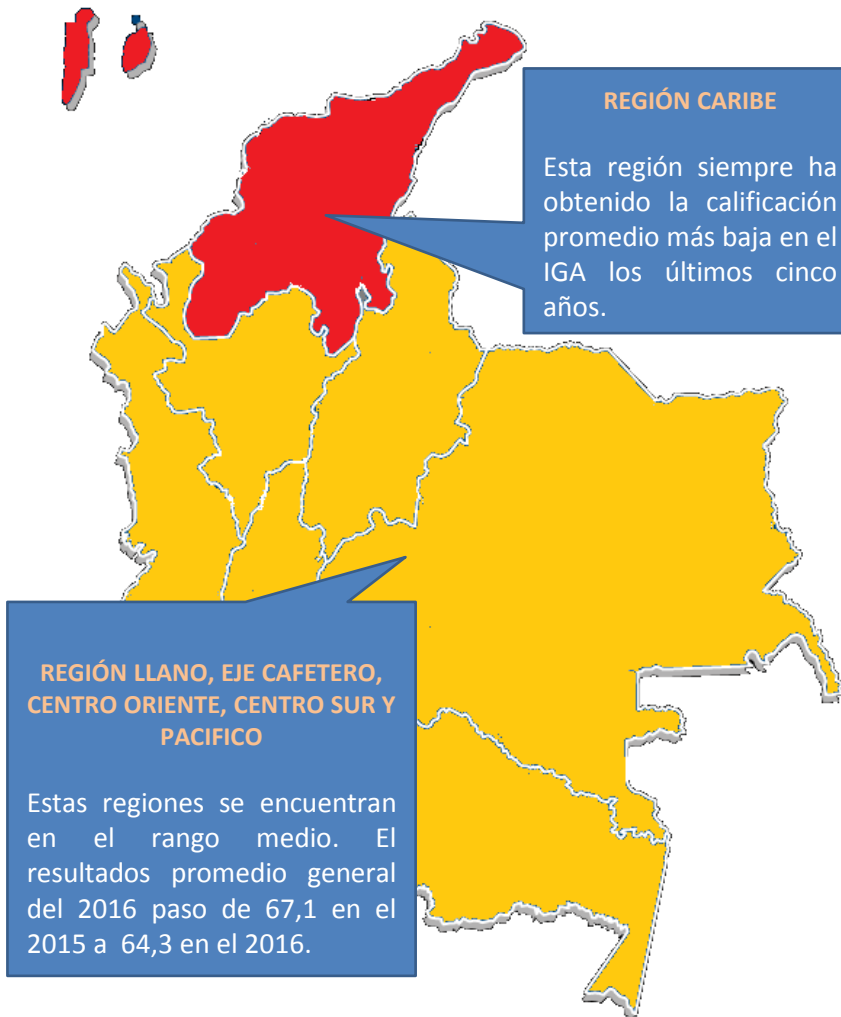 REGIÓN CARIBE
Esta región siempre ha
obtenido la calificación
promedio más baja en el
IGA los últimos cinco
años.
REGIÓN LLANO, EJE CAFETERO,
CENTRO ORIENTE, CENTRO SUR Y
PACIFICO
Estas regiones se encuentran
en el rango medio. El
resultados promedio general
del 2016 paso de 67,1 en el
2015 a 64,3 en el 2016.